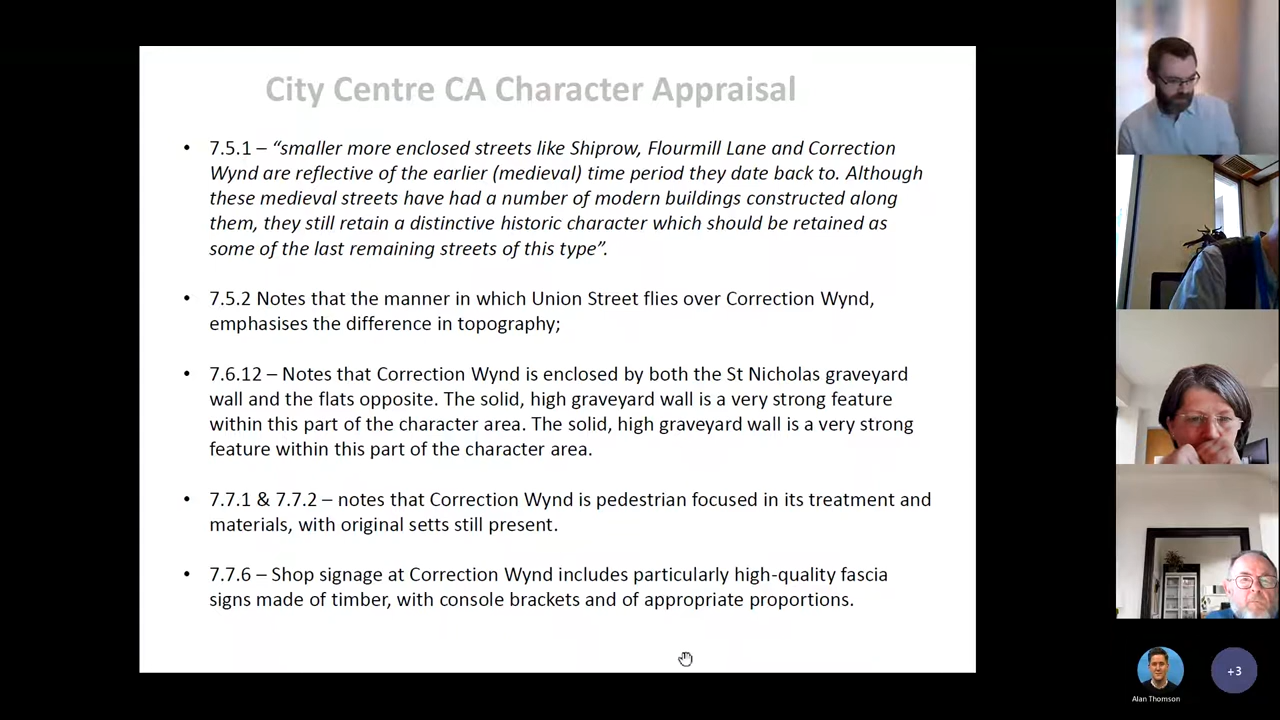 City Centre CA Character Appraisal
• 7.5.1 – “smaller more enclosed streets like Shiprow, Flourmill Lane and Correction
Wynd are reflective of the earlier (medieval) time period they date back to. Although
these medieval streets have had a number of modern buildings constructed along
them, they still retain a distinctive historic character which should be retained as
some of the last remaining streets of this type”.
• 7.5.2 Notes that the manner in which Union Street flies over Correction Wynd,
emphasises the difference in topography;
• 7.6.12 – Notes that Correction Wynd is enclosed by both the St Nicholas graveyard
wall and the flats opposite. The solid, high graveyard wall is a very strong feature
within this part of the character area. The solid, high graveyard wall is a very strong
feature within this part of the character area.
• 7.7.1 & 7.7.2 – notes that Correction Wynd is pedestrian focused in its treatment and
materials, with original setts still present.
• 7.7.6 – Shop signage at Correction Wynd includes particularly high-quality fascia
signs made of timber, with console brackets and of appropriate proportions.
+3
Alan Thomson